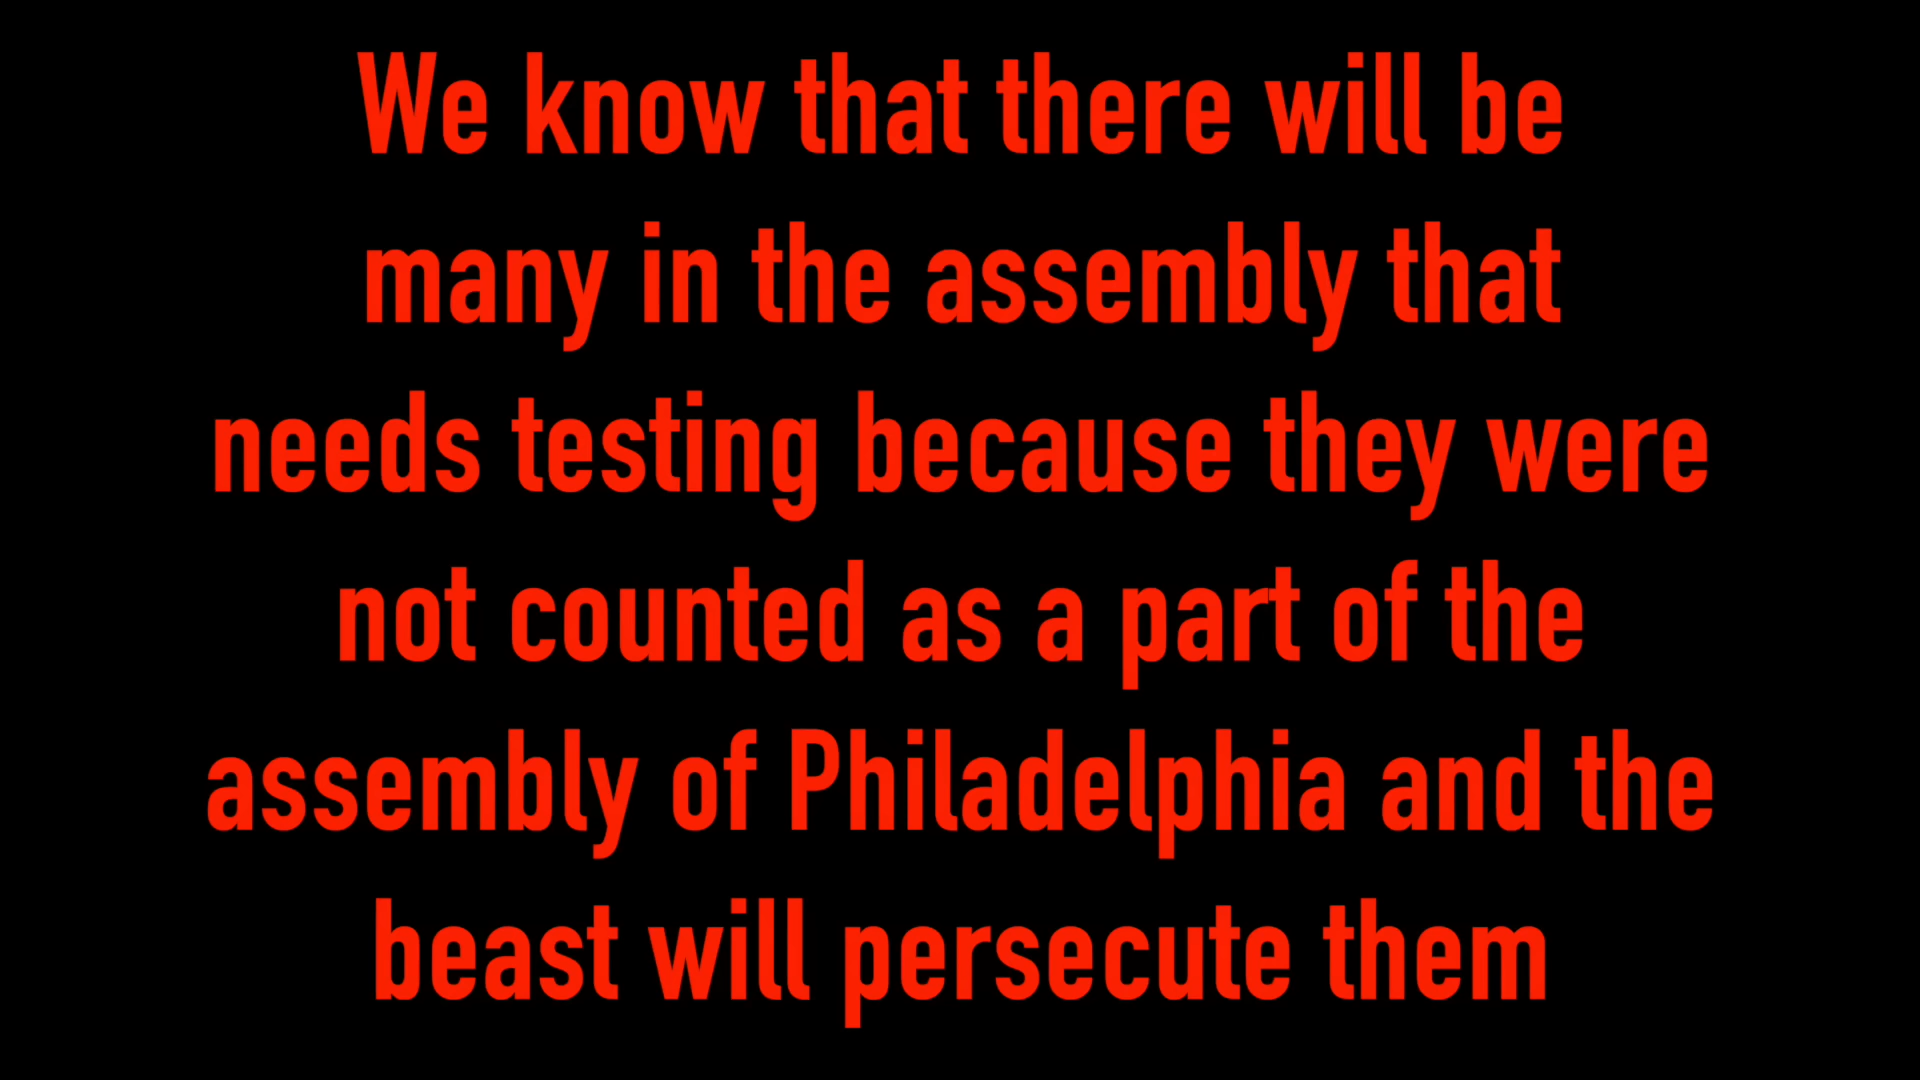 We know that there will be
many in the assembly that
needs testing because they were
not counted as a part of the
assembly of Philadelphia and the
beast will persecute them